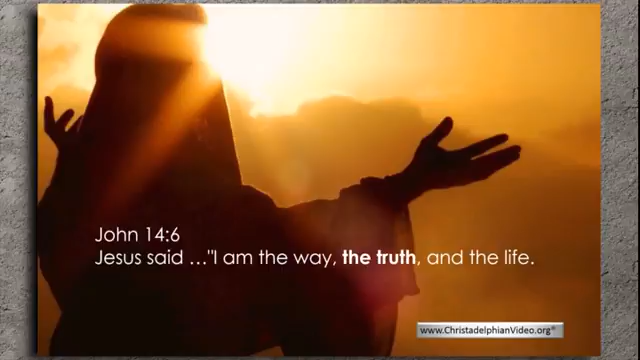 John 14:6
Jesus said ..."I am the way, the truth, and the life.
www.ChristadelphianVideo.org®